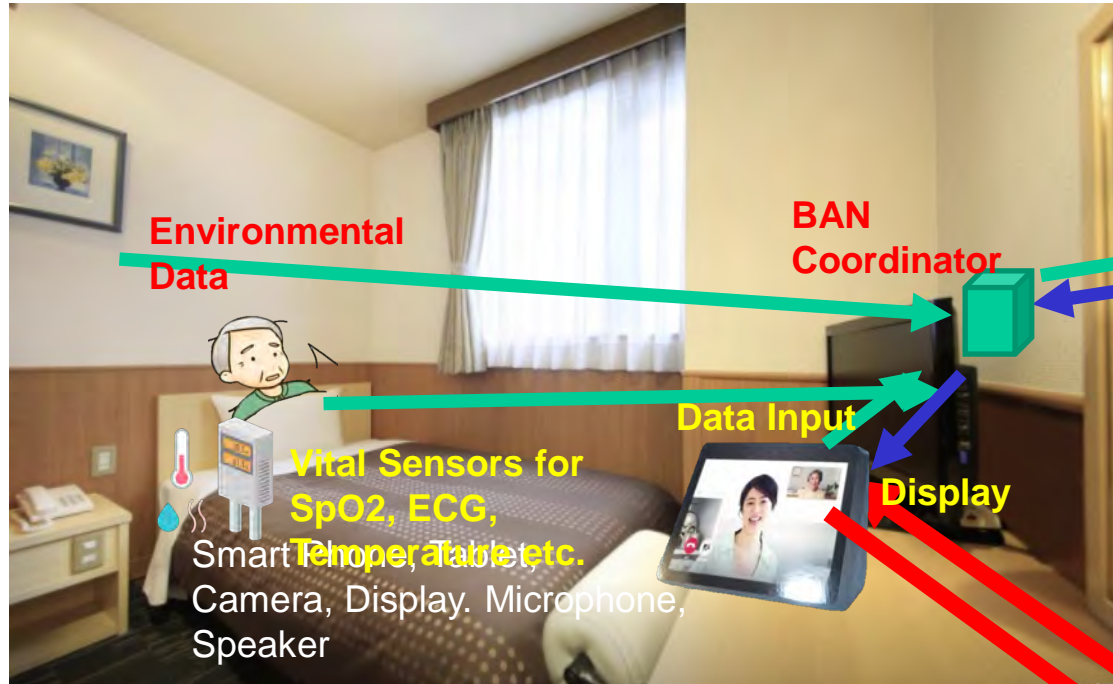 Environmental
Data
BAN
Coordinator
Data Input
Display
Vital Sensors for
SpO2, ECG,
Temperature etc.
Smart Phone, Tablet,
Camera, Display. Microphone,
Speaker